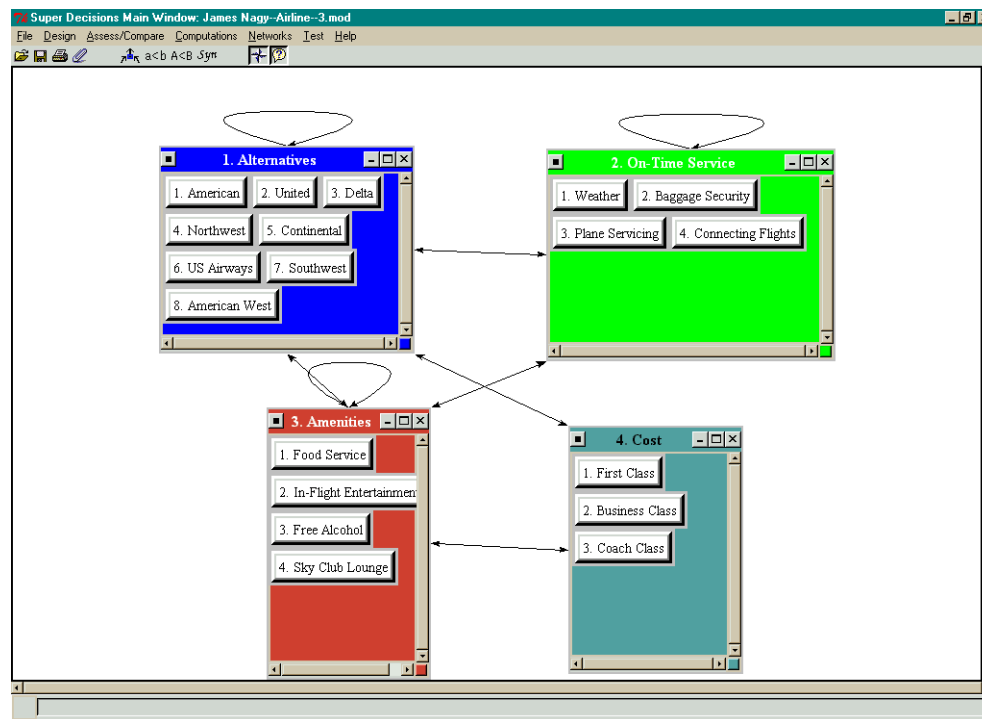 Super Decisions Main Window: James Nagy--Airline--3.mod
File Design Assess/Compare Computations Networks Test Help
a<b A<B Syn
1. Alternatives
1. American 2. United 3. Delta
4. Northwest 5. Continental
6. US Airways 7. Southwest
8. American West
2. On-Time Service
1. Weather 2. Baggage Security
3. Plane Servicing 4. Connecting Flights
3. Amenities
1. Food Service
2. In-Flight Entertainmen
3. Free Alcohol
4. Sky Club Lounge
4. Cost
1. First Class
2. Business Class
3. Coach Class